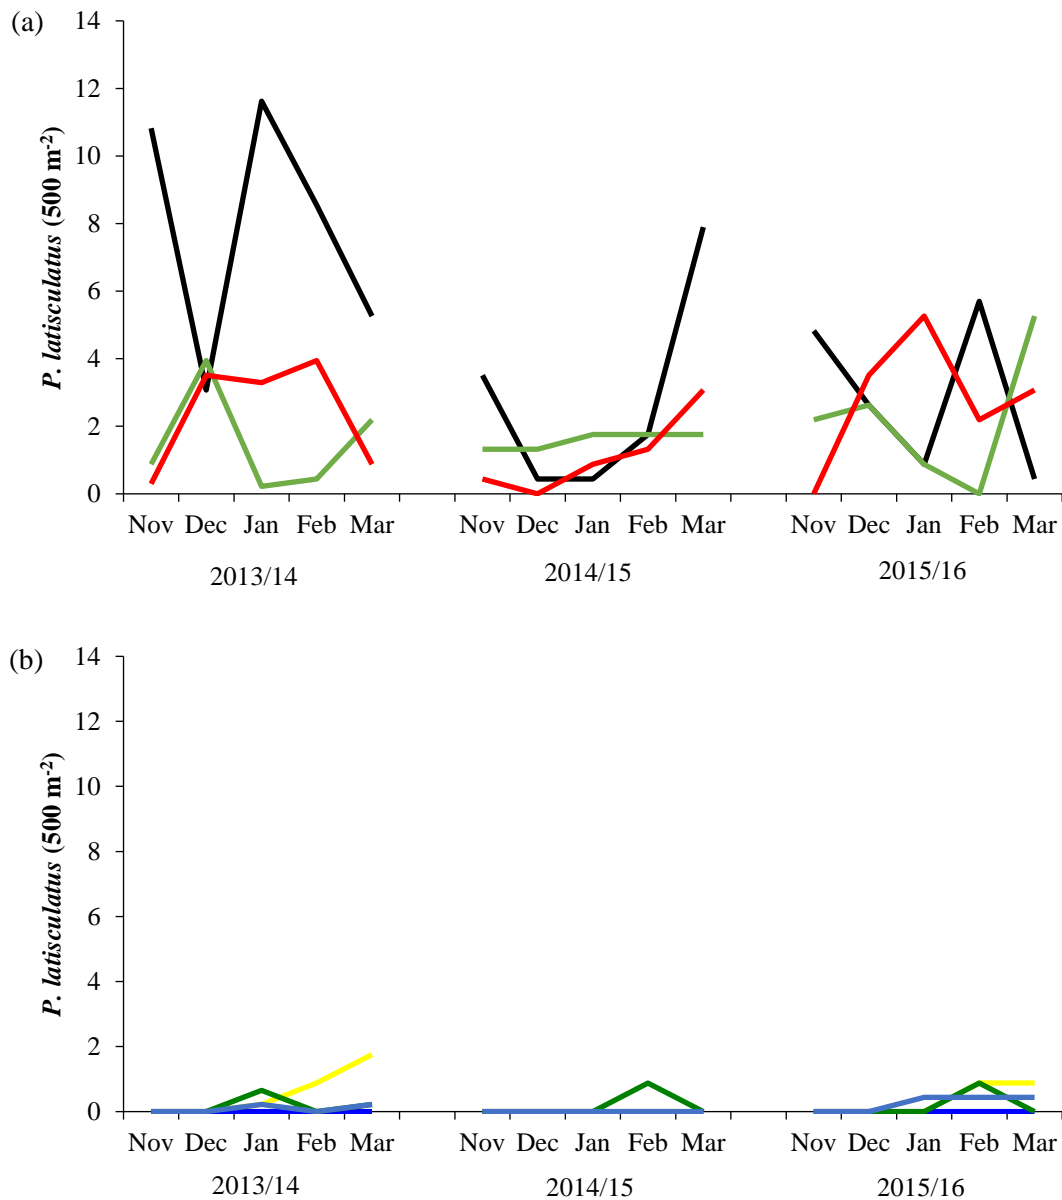 (a)
P. latisculatus (500 m-2)
14
12
10
8
6
4
2
0
Nov Dec Jan Feb Mar Nov Dec Jan Feb Mar Nov Dec Jan Feb Mar
2013/14 2014/15 2015/16
(b)
P. latisculatus (500 m-2)
14
12
10
8
6
4
2
0
Nov Dec Jan Feb Mar Nov Dec Jan Feb Mar Nov Dec Jan Feb Mar
2013/14 2014/15 2015/16